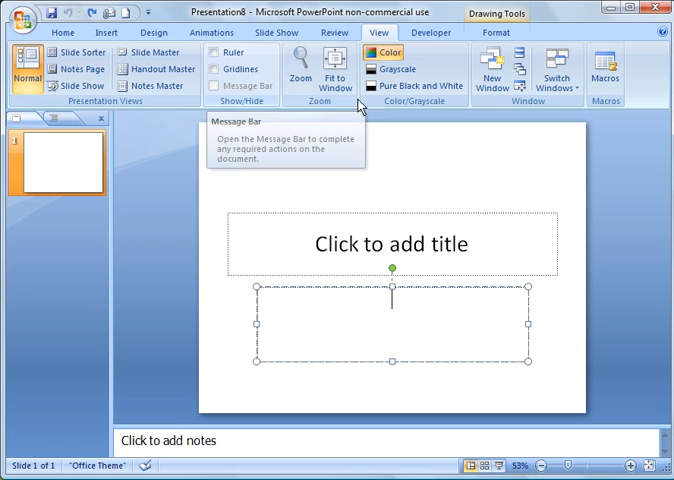 Presentation8 - Microsoft PowerPoint non-commercial use
Drawing Tools
Home
Insert
Design
Animations
Slide Show
Review
View
Developer
Format
Normal
Slide Sorter
Notes Page
Slide Show
Slide Master
Handout Master
Notes Master
Presentation Views
Ruler
Gridlines
Message Bar
Show/Hide
Zoom
Fit to
Window
Zoom
Color
Grayscale
Pure Black and White
Color/Grayscale
New
Window
Switch
Windows
Window
Macros
Macros
Message Bar
Open the Message Bar to complete
any required actions on the
document.
1
Click to add title
Click to add notes
Slide 1 of 1
"Office Theme"
53%